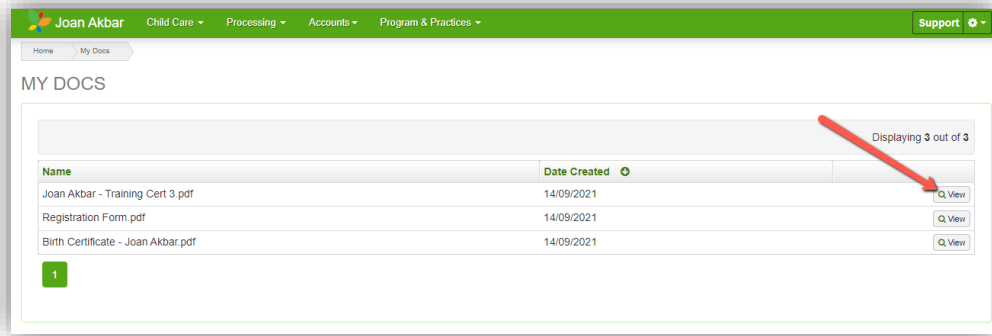 Joan Akbar Child Care Processing Accounts Program & Practices Support
Home My Docs
MY DOCS
Displaying 3 out of 3
Name Date Created
Joan Akbar - Training Cert 3.pdf 14/09/2021 View
Registration Form.pdf 14/09/2021 View
Birth Certificate - Joan Akbar.pdf 14/09/2021 View
1